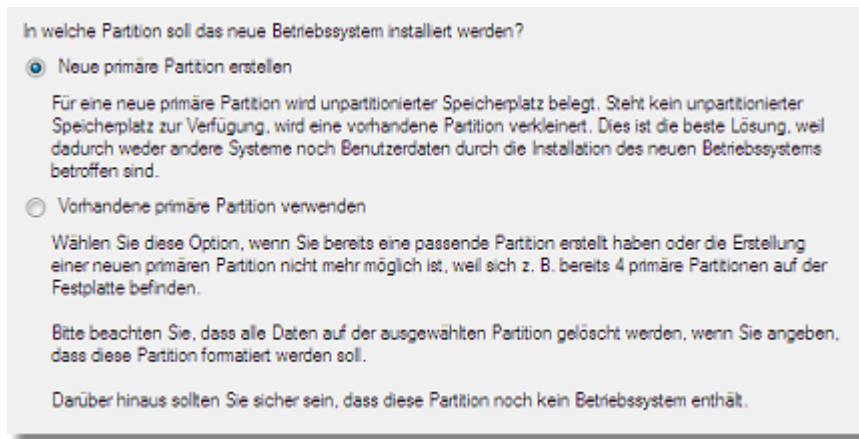 In welche Partition soll das neue Betriebssystem installiert werden?
Neue primäre Partition erstellen
Für eine neue primäre Partition wird unpartitionierter Speicherplatz belegt. Steht kein unpartitionierter
Speicherplatz zur Verfügung, wird eine vorhandene Partition verkleinert. Dies ist die beste Lösung, weil
dadurch weder andere Systeme noch Benutzerdaten durch die Installation des neuen Betriebssystems
betroffen sind.
Vorhandene primäre Partition verwenden
Wählen Sie diese Option, wenn Sie bereits eine passende Partition erstellt haben oder die Erstellung
einer neuen primären Partition nicht mehr möglich ist, weil sich z. B. bereits 4 primäre Partitionen auf der
Festplatte befinden.
Bitte beachten Sie, dass alle Daten auf der ausgewählten Partition gelöscht werden, wenn Sie angeben,
dass diese Partition formatiert werden soll.
Darüber hinaus sollten Sie sicher sein, dass diese Partition noch kein Betriebssystem enthält.